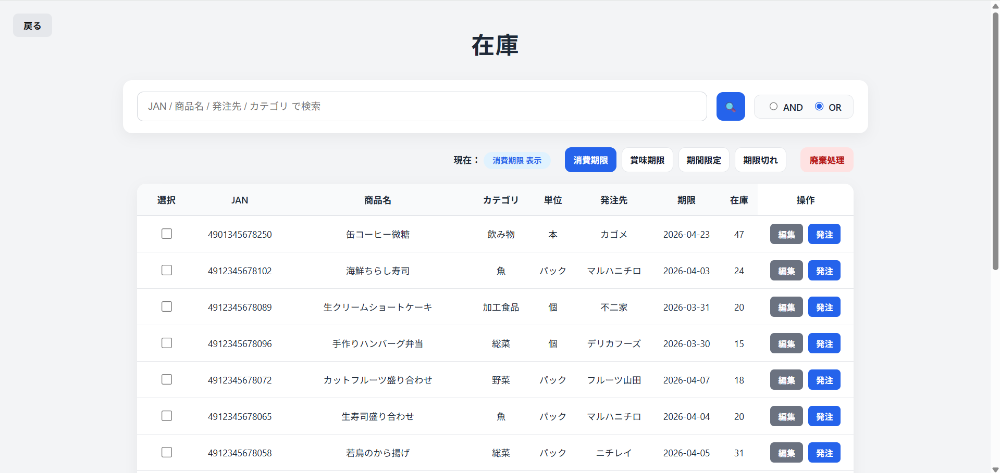 戻る
在庫
JAN / 商品名 / 発注先 / カテゴリ で検索
AND OR
現在： 消費期限 表示 消費期限 賞味期限 期間限定 期限切れ 廃棄処理
選択 JAN 商品名 カテゴリ 単位 発注先 期限 在庫 操作
4901345678250 缶コーヒー微糖 飲み物 本 カゴメ 2026-04-23 47 編集 発注
4912345678102 海鮮ちらし寿司 魚 パック マルハニチロ 2026-04-03 24 編集 発注
4912345678089 生クリームショートケーキ 加工食品 個 不二家 2026-03-31 20 編集 発注
4912345678096 手作りハンバーグ弁当 総菜 個 デリカフーズ 2026-03-30 15 編集 発注
4912345678072 カットフルーツ盛り合わせ 野菜 パック フルーツ山田 2026-04-07 18 編集 発注
4912345678065 生寿司盛り合わせ 魚 パック マルハニチロ 2026-04-04 20 編集 発注
4912345678058 若鳥のから揚げ 総菜 パック ニチレイ 2026-04-05 31 編集 発注